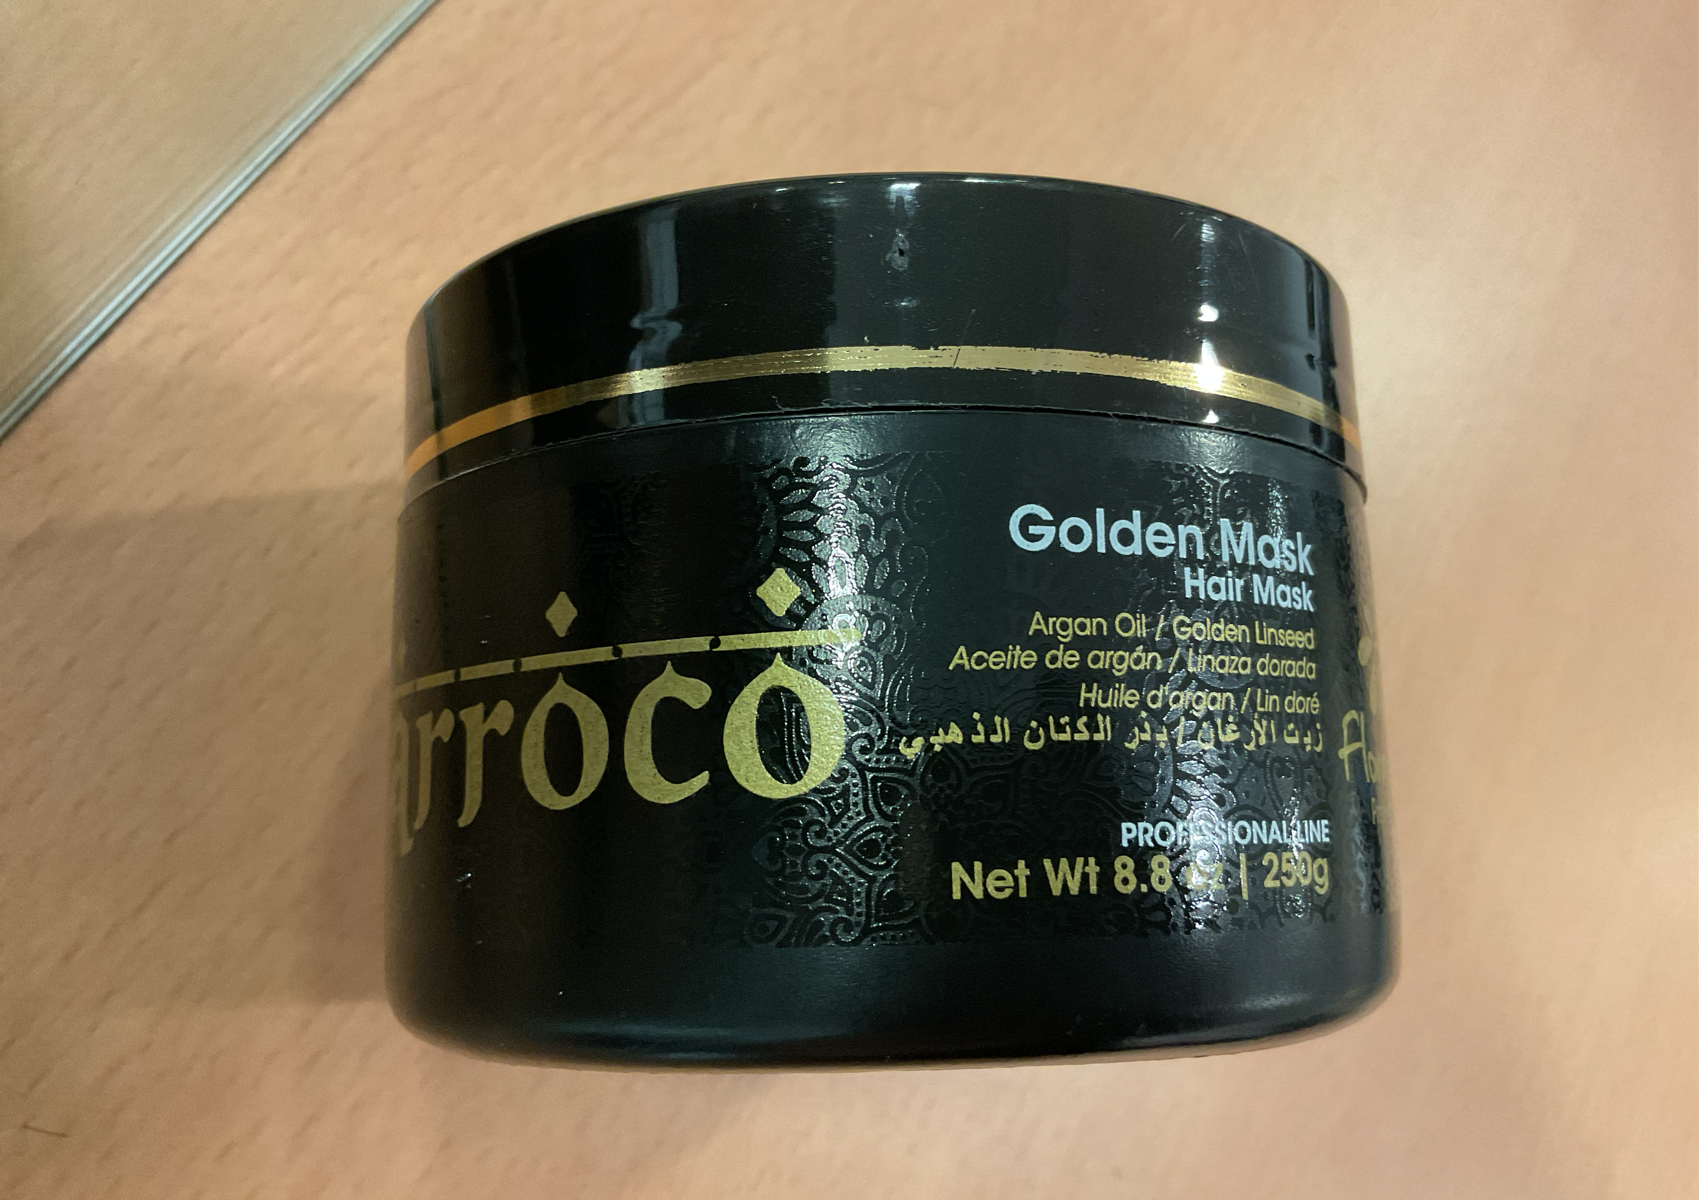 arroco
Golden Mask
Hair Mask
Argan Oil / Golden Linseed
Aceite de argán / Linaza dorada
Huile d'argan / Lin doré
زيت الأرغان / بذر الكتان الذهبي
PROFESSIONAL LINE
Net Wt 8.8 oz | 250g